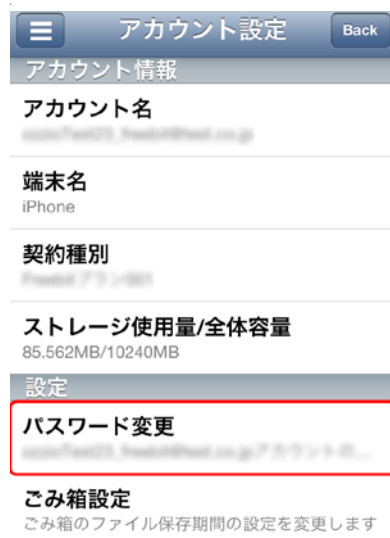 アカウント設定
Back
アカウント情報
アカウント名
端末名
iPhone
契約種別
ストレージ使用量/全体容量
85.562MB/10240MB
設定
パスワード変更
ごみ箱設定
ごみ箱のファイル保存期間の設定を変更します